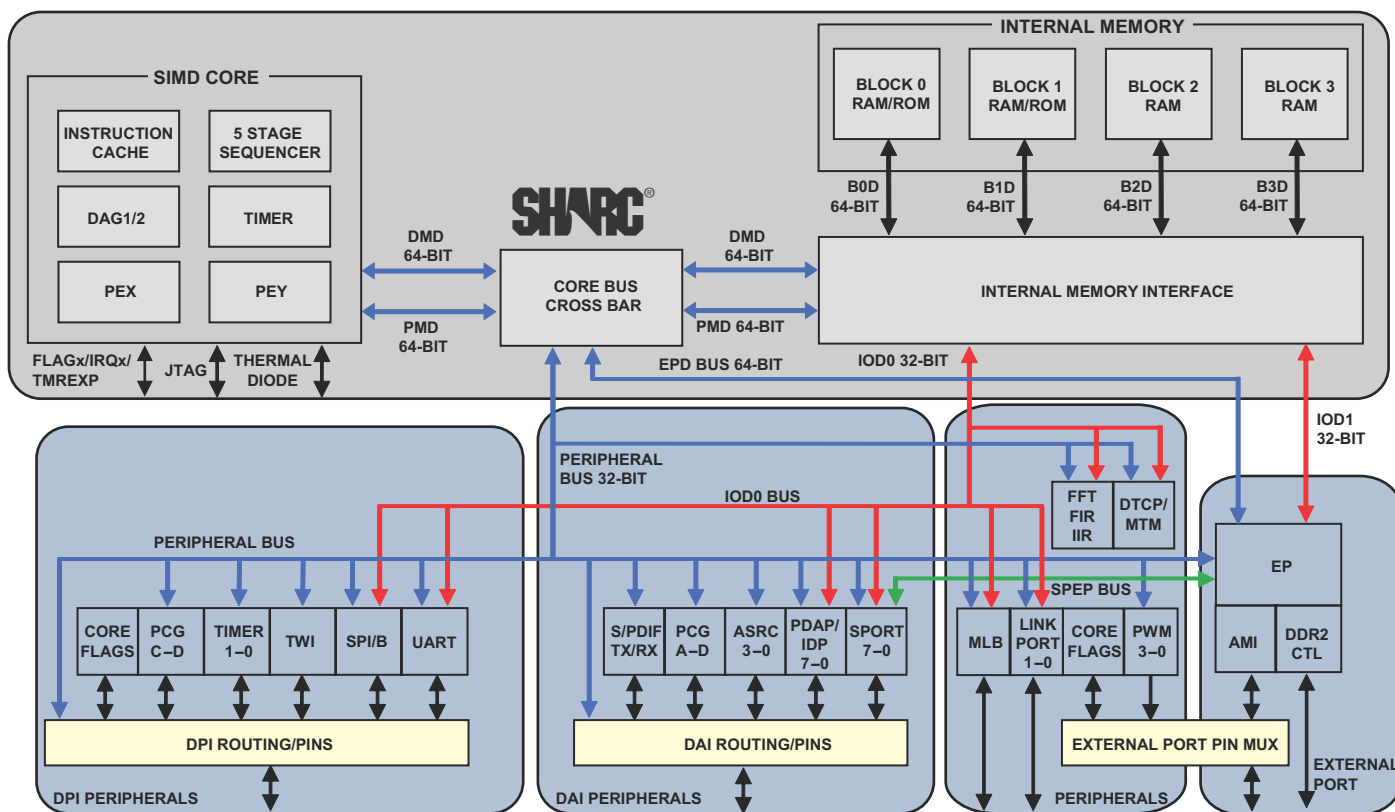 INTERNAL MEMORY
SIMD CORE
BLOCK 0
RAM/ROM
BLOCK 1
RAM/ROM
BLOCK 2
RAM
BLOCK 3
RAM
INSTRUCTION
CACHE
5 STAGE
SEQUENCER
DAG1/2
TIMER
PEX
PEY
B0D
64-BIT
B1D
64-BIT
B2D
64-BIT
B3D
64-BIT
SHARC®
DMD
64-BIT
DMD
64-BIT
CORE BUS
CROSS BAR
INTERNAL MEMORY INTERFACE
PMD
64-BIT
PMD 64-BIT
FLAGx/IRQx/
TMREXP
JTAG
THERMAL
DIODE
EPD BUS 64-BIT
IOD0 32-BIT
IOD1
32-BIT
PERIPHERAL
BUS 32-BIT
IOD0 BUS
FFT
FIR
IIR
DTCP/
MTM
PERIPHERAL BUS
EP
SPEP BUS
CORE
FLAGS
PCG
C–D
TIMER
1–0
TWI
SPI/B
UART
S/PDIF
TX/RX
PCG
A–D
ASRC
3–0
PDAP/
IDP
7–0
SPORT
7–0
MLB
LINK
PORT
1–0
CORE
FLAGS
PWM
3–0
AMI
DDR2
CTL
DPI ROUTING/PINS
DAI ROUTING/PINS
EXTERNAL PORT PIN MUX
DPI PERIPHERALS
DAI PERIPHERALS
PERIPHERALS
EXTERNAL
PORT